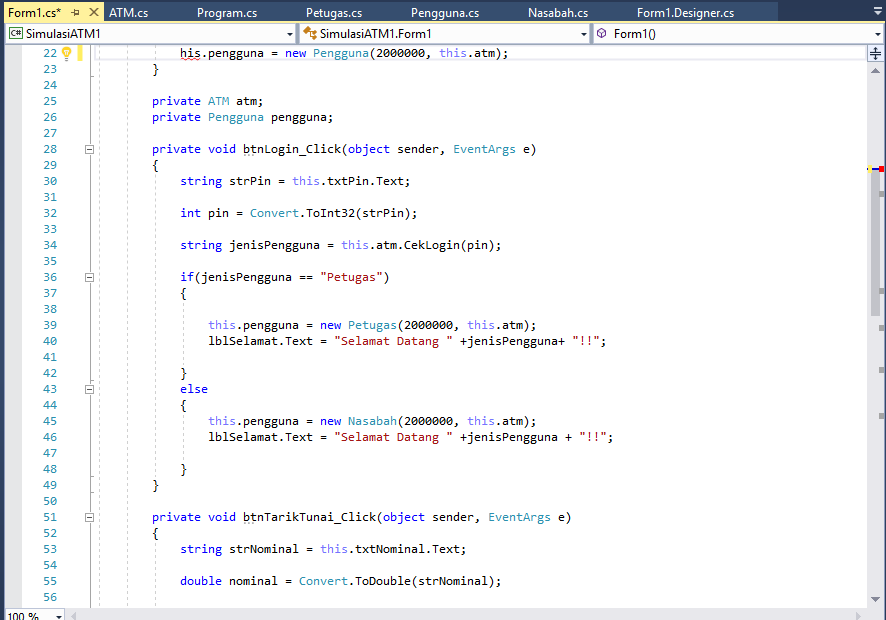 Form1.cs* ATM.cs Program.cs Petugas.cs Pengguna.cs Nasabah.cs Form1.Designer.cs
C# SimulasiATM1 SimulasiATM1.Form1 Form1()
22 his.pengguna = new Pengguna(2000000, this.atm);
23 }
24
25 private ATM atm;
26 private Pengguna pengguna;
27
28 private void btnLogin_Click(object sender, EventArgs e)
29 {
30 string strPin = this.txtPin.Text;
31
32 int pin = Convert.ToInt32(strPin);
33
34 string jenisPengguna = this.atm.CekLogin(pin);
35
36 if(jenisPengguna == "Petugas")
37 {
38
39 this.pengguna = new Petugas(2000000, this.atm);
40 lblSelamat.Text = "Selamat Datang " +jenisPengguna+ "!!";
41
42 }
43 else
44 {
45 this.pengguna = new Nasabah(2000000, this.atm);
46 lblSelamat.Text = "Selamat Datang " +jenisPengguna + "!!";
47
48 }
49 }
50
51 private void btnTarikTunai_Click(object sender, EventArgs e)
52 {
53 string strNominal = this.txtNominal.Text;
54
55 double nominal = Convert.ToDouble(strNominal);
56
100 %